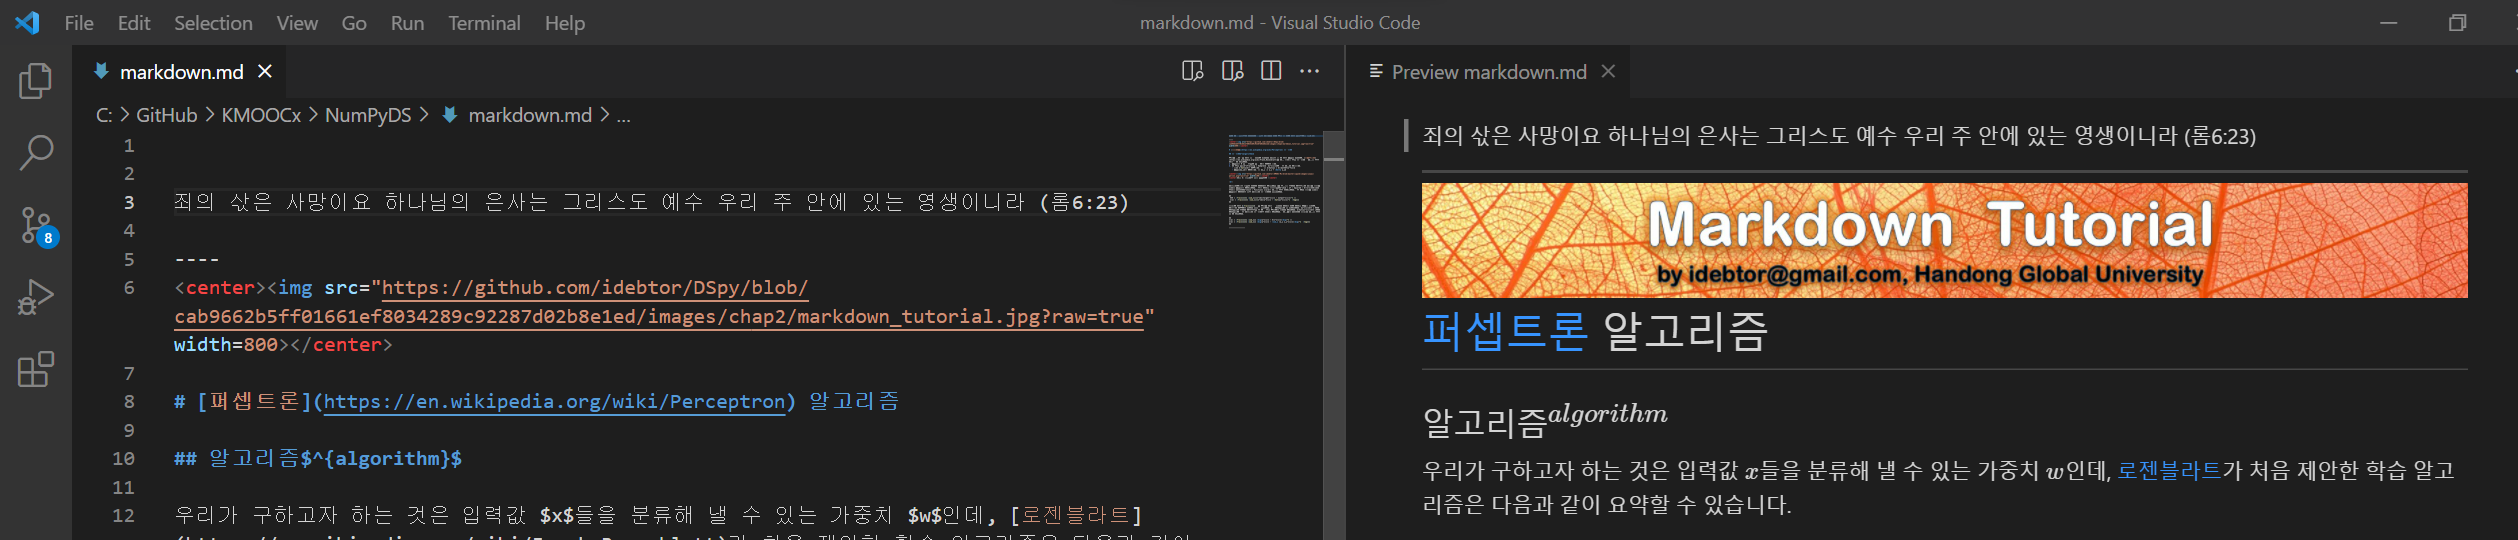 File Edit Selection View Go Run Terminal Help
markdown.md - Visual Studio Code
markdown.md
C: > GitHub > KMOOCx > NumPyDS > markdown.md > ...
1
2
3 죄의 삯은 사망이요 하나님의 은사는 그리스도 예수 우리 주 안에 있는 영생이니라 (롬6:23)
4
5 ----
6 <center><img src="https://github.com/idebtor/DSpy/blob/
cab9662b5ff01661ef8034289c92287d02b8e1ed/images/chap2/markdown_tutorial.jpg?raw=true"
width=800></center>
7
8 # [퍼셉트론](https://en.wikipedia.org/wiki/Perceptron) 알고리즘
9
10 ## 알고리즘$^{algorithm}$
11
12 우리가 구하고자 하는 것은 입력값 $x$들을 분류해 낼 수 있는 가중치 $w$인데, [로젠블라트]
8
Preview markdown.md
죄의 삯은 사망이요 하나님의 은사는 그리스도 예수 우리 주 안에 있는 영생이니라 (롬6:23)
Markdown Tutorial
by idebtor@gmail.com, Handong Global University
퍼셉트론 알고리즘
알고리즘algorithm
우리가 구하고자 하는 것은 입력값 x들을 분류해 낼 수 있는 가중치 w인데, 로젠블라트가 처음 제안한 학습 알고
리즘은 다음과 같이 요약할 수 있습니다.